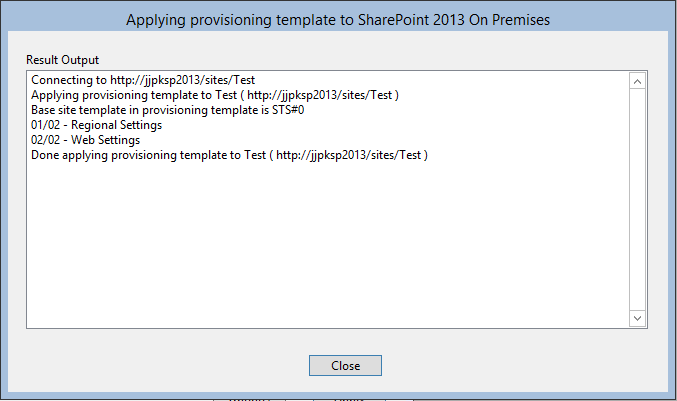 Applying provisioning template to SharePoint 2013 On Premises
Result Output
Connecting to http://jjpksp2013/sites/Test
Applying provisioning template to Test ( http://jjpksp2013/sites/Test )
Base site template in provisioning template is STS#0
01/02 - Regional Settings
02/02 - Web Settings
Done applying provisioning template to Test ( http://jjpksp2013/sites/Test )
Close